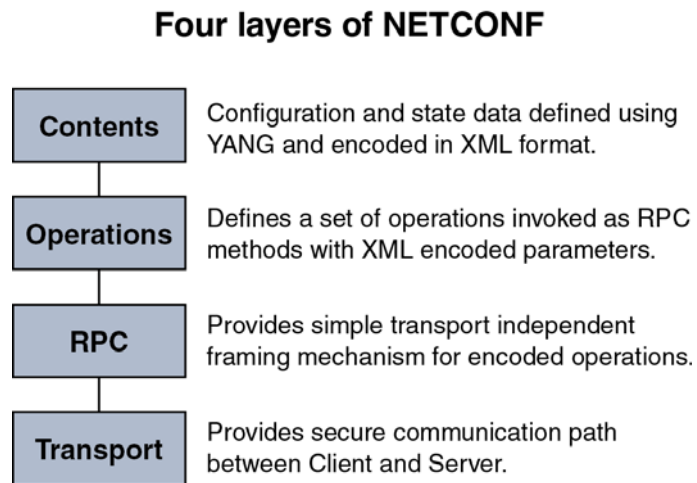 Four layers of NETCONF
Contents
Configuration and state data defined using
YANG and encoded in XML format.
Operations
Defines a set of operations invoked as RPC
methods with XML encoded parameters.
RPC
Provides simple transport independent
framing mechanism for encoded operations.
Transport
Provides secure communication path
between Client and Server.